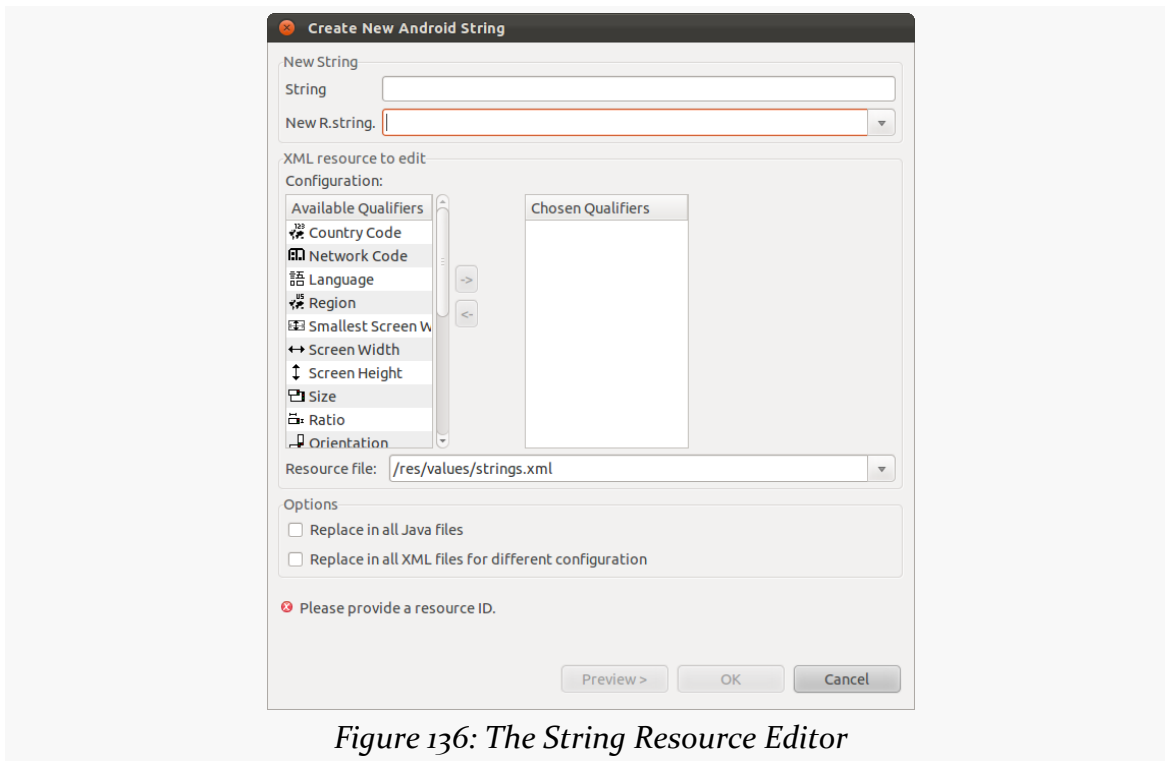 Create New Android String
New String
String
New R.string.
XML resource to edit
Configuration:
Available Qualifiers
Chosen Qualifiers
123
Country Code
Network Code
語 Language
US
Region
Smallest Screen W
Screen Width
Screen Height
Size
Ratio
Orientation
->
<-
Resource file: /res/values/strings.xml
Options
Replace in all Java files
Replace in all XML files for different configuration
Please provide a resource ID.
Preview >
OK
Cancel
Figure 136: The String Resource Editor